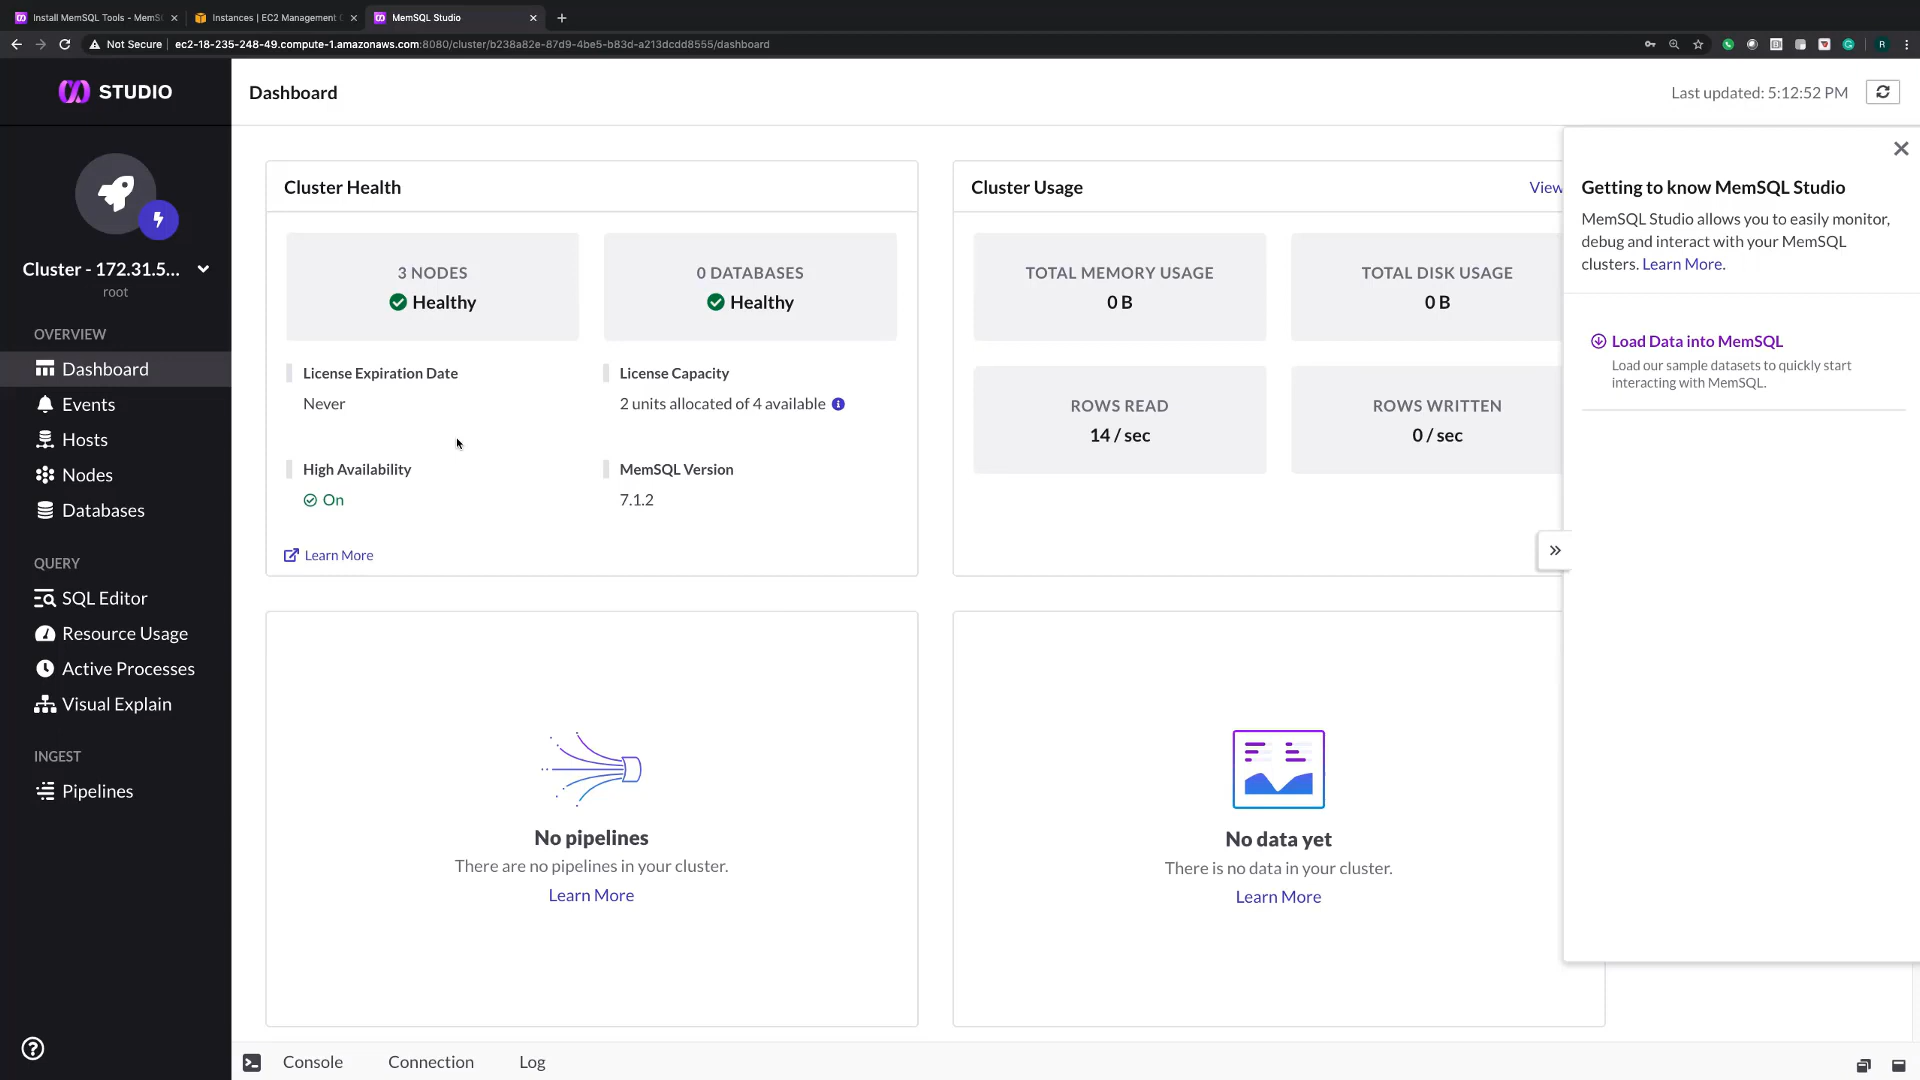 Install MemSQL Tools - MemS
Instances | EC2 Management C
MemSQL Studio
Not Secure
ec2-18-235-248-49.compute-1.amazonaws.com:8080/cluster/b238a82e-87d9-4be5-b83d-a213dcdd8555/dashboard
R
STUDIO
Cluster - 172.31.5...
root
OVERVIEW
Dashboard
Events
Hosts
Nodes
Databases
QUERY
SQL Editor
Resource Usage
Active Processes
Visual Explain
INGEST
Pipelines
Dashboard
Last updated: 5:12:52 PM
Cluster Health
3 NODES
Healthy
0 DATABASES
Healthy
License Expiration Date
Never
License Capacity
2 units allocated of 4 available
High Availability
On
MemSQL Version
7.1.2
Learn More
Cluster Usage
View
TOTAL MEMORY USAGE
0 B
TOTAL DISK USAGE
0 B
ROWS READ
14 / sec
ROWS WRITTEN
0 / sec
No pipelines
There are no pipelines in your cluster.
Learn More
No data yet
There is no data in your cluster.
Learn More
Getting to know MemSQL Studio
MemSQL Studio allows you to easily monitor,
debug and interact with your MemSQL
clusters. Learn More.
Load Data into MemSQL
Load our sample datasets to quickly start
interacting with MemSQL.
Console
Connection
Log